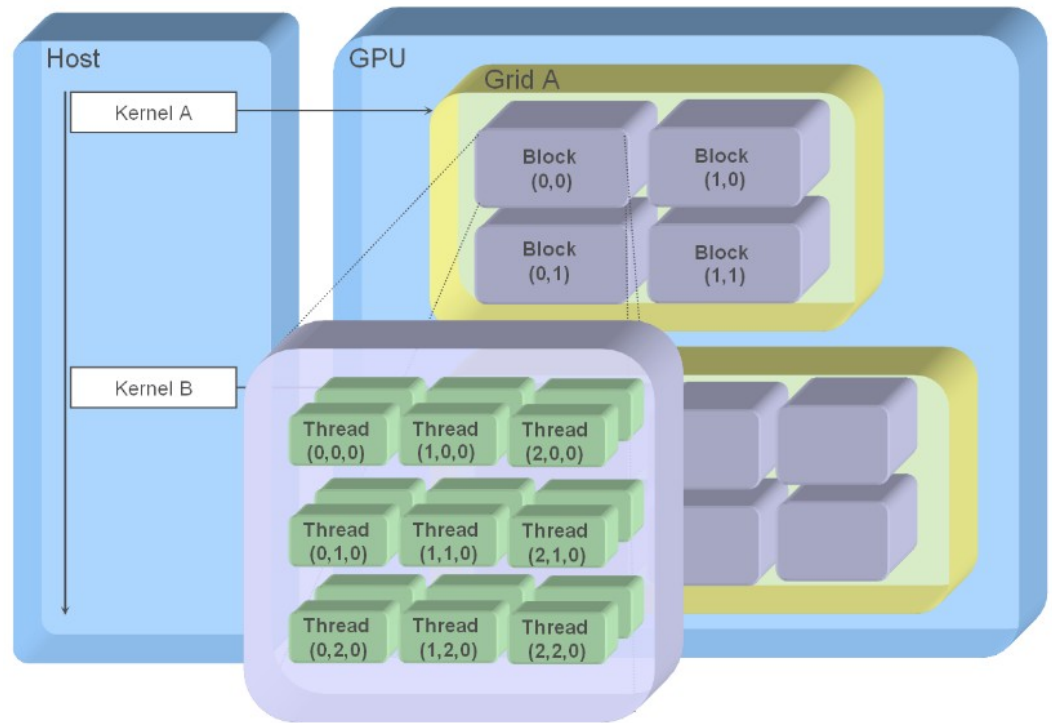 Host
GPU
Grid A
Kernel A
Block
(0,0)
Block
(1,0)
Block
(0,1)
Block
(1,1)
Kernel B
Thread
(0,0,0)
Thread
(1,0,0)
Thread
(2,0,0)
Thread
(0,1,0)
Thread
(1,1,0)
Thread
(2,1,0)
Thread
(0,2,0)
Thread
(1,2,0)
Thread
(2,2,0)